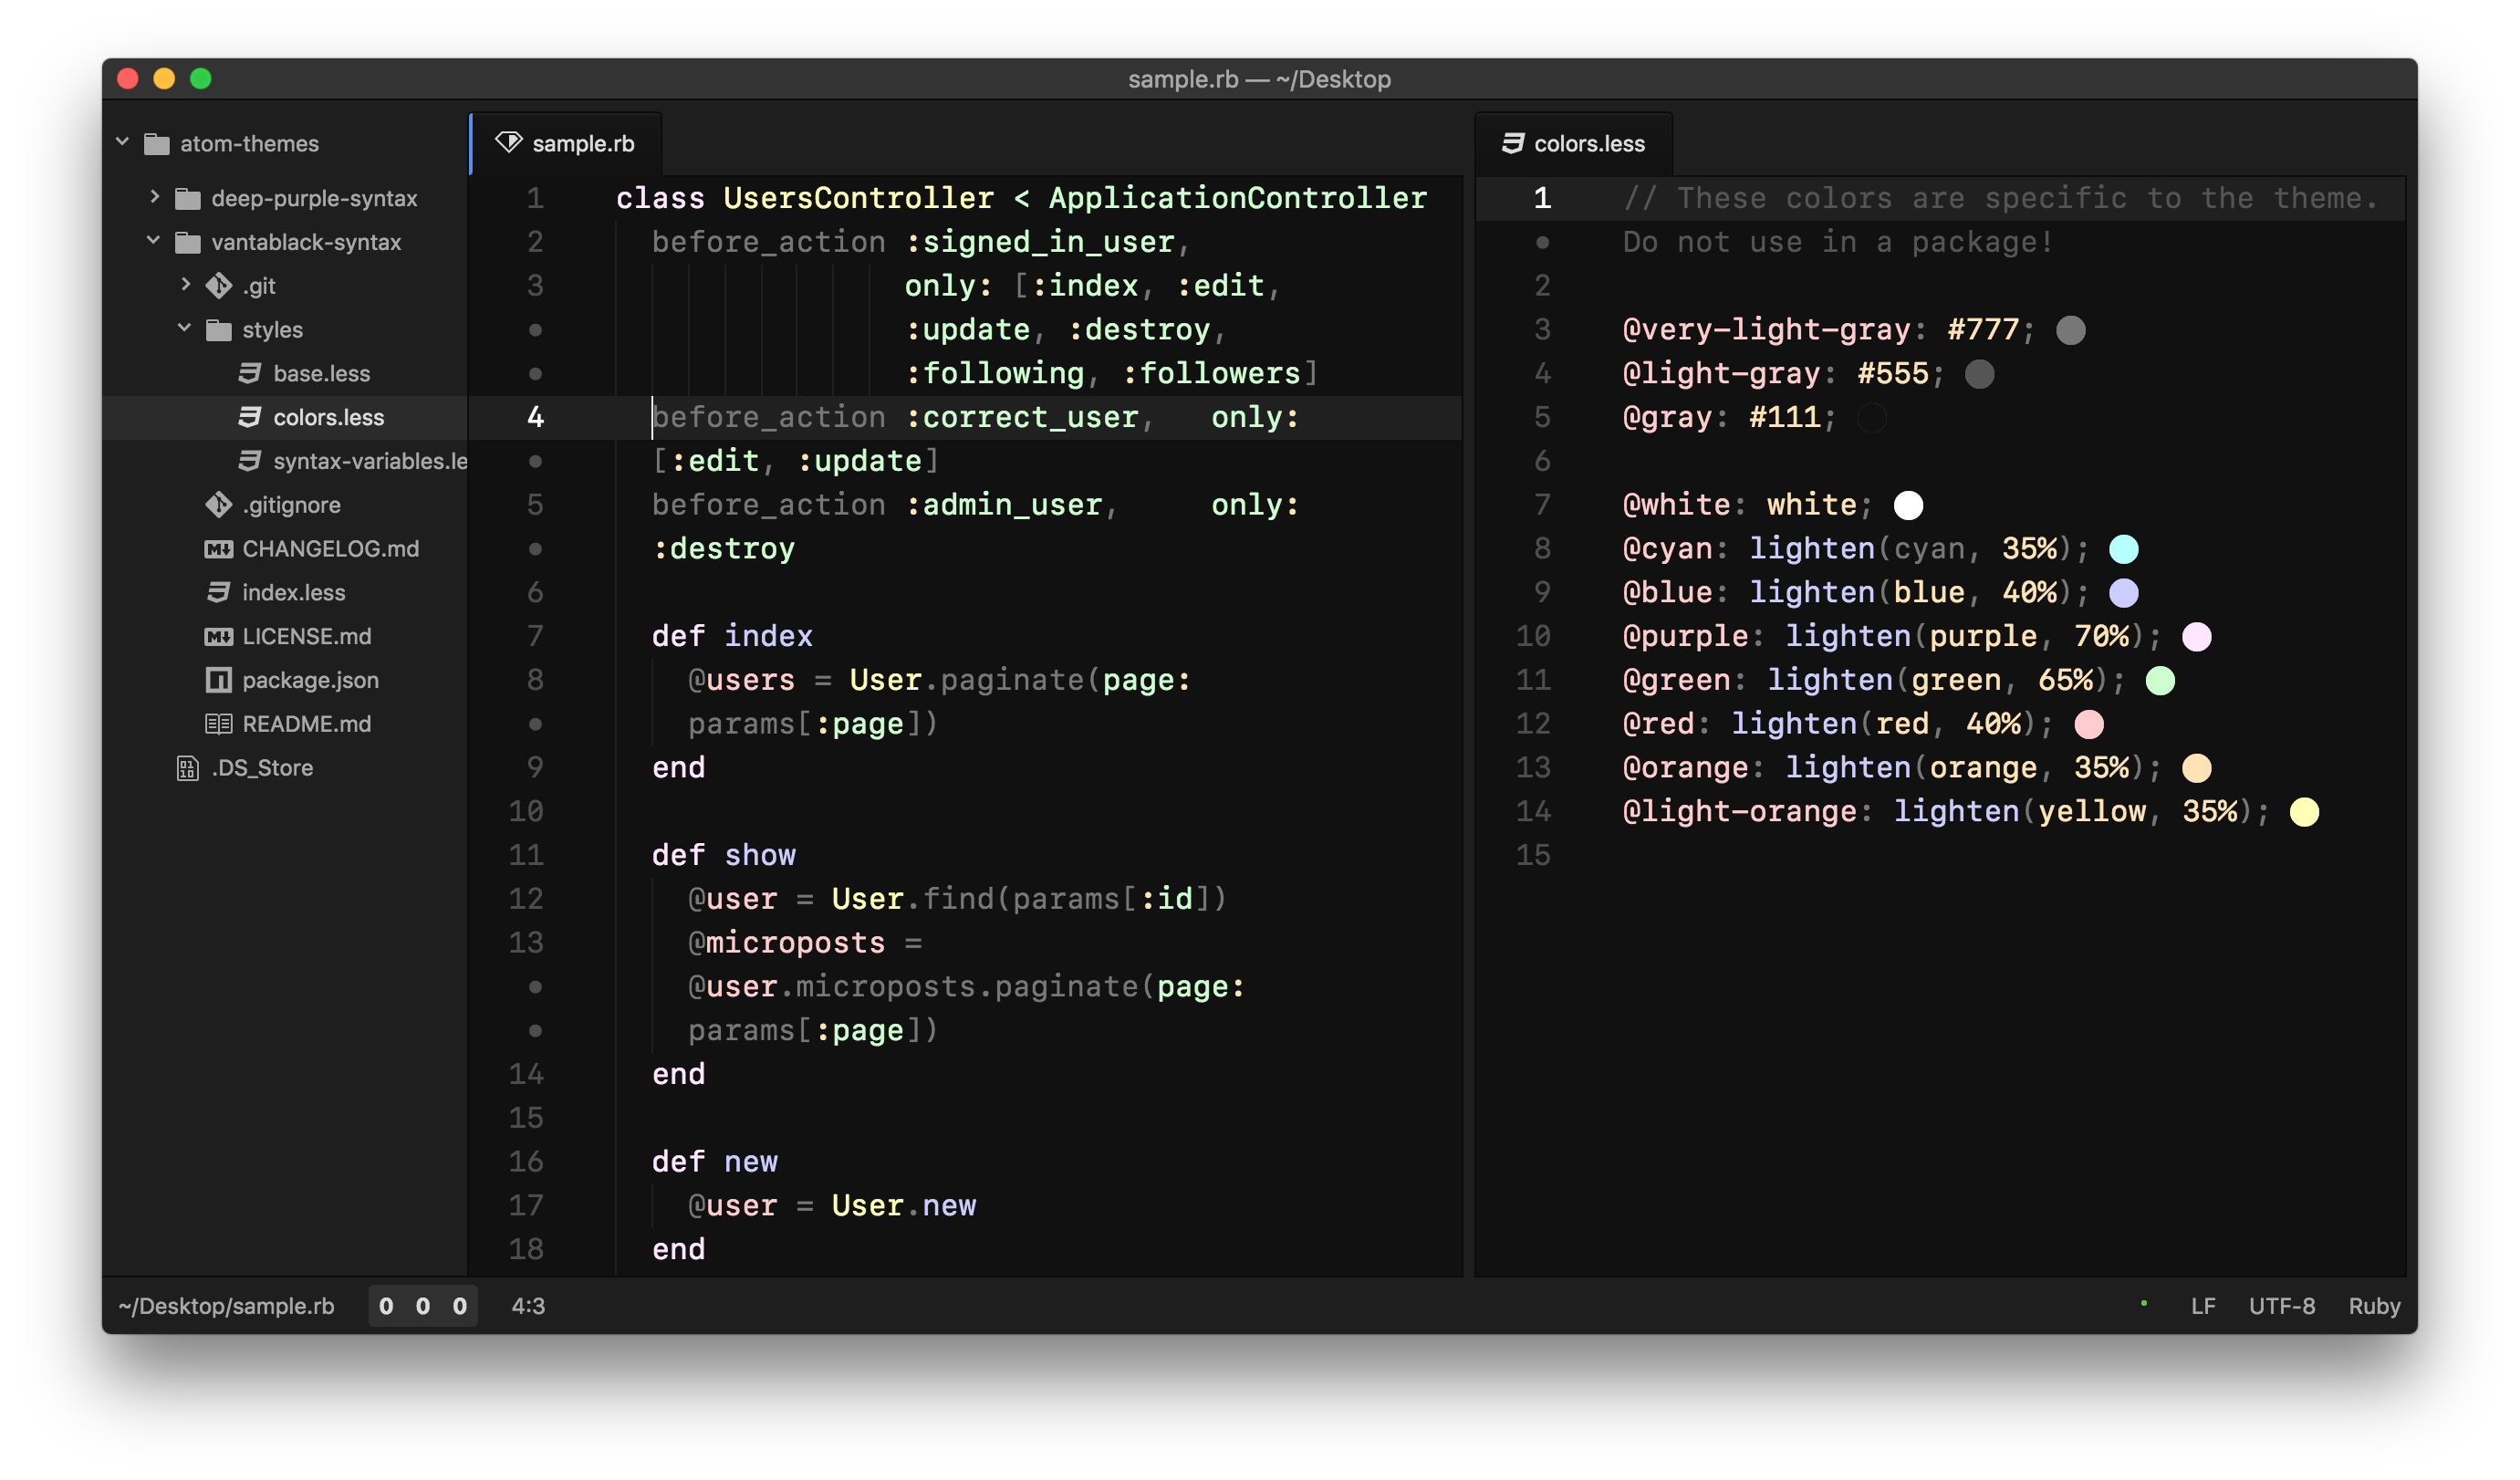 sample.rb — ~/Desktop
atom-themes
deep-purple-syntax
vantablack-syntax
.git
styles
base.less
colors.less
syntax-variables.le
.gitignore
CHANGELOG.md
index.less
LICENSE.md
package.json
README.md
.DS_Store
sample.rb
1 class UsersController < ApplicationController
2 before_action :signed_in_user,
3 only: [:index, :edit,
• :update, :destroy,
• :following, :followers]
4 before_action :correct_user,   only:
• [:edit, :update]
5 before_action :admin_user,     only:
• :destroy
6
7 def index
8 @users = User.paginate(page:
• params[:page])
9 end
10
11 def show
12 @user = User.find(params[:id])
13 @microposts =
• @user.microposts.paginate(page:
• params[:page])
14 end
15
16 def new
17 @user = User.new
18 end
colors.less
1 // These colors are specific to the theme.
• Do not use in a package!
2
3 @very-light-gray: #777;
4 @light-gray: #555;
5 @gray: #111;
6
7 @white: white;
8 @cyan: lighten(cyan, 35%);
9 @blue: lighten(blue, 40%);
10 @purple: lighten(purple, 70%);
11 @green: lighten(green, 65%);
12 @red: lighten(red, 40%);
13 @orange: lighten(orange, 35%);
14 @light-orange: lighten(yellow, 35%);
15
~/Desktop/sample.rb 0 0 0 4:3 LF UTF-8 Ruby